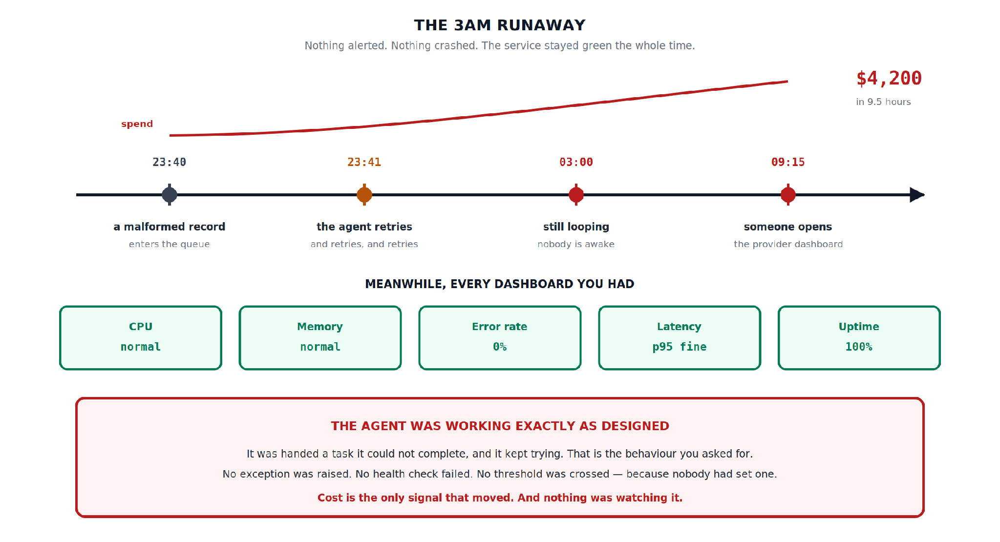 THE 3AM RUNAWAY
Nothing alerted. Nothing crashed. The service stayed green the whole time.
$4,200
in 9.5 hours
spend
23:40 23:41 03:00 09:15
a malformed record the agent retries still looping someone opens
enters the queue and retries, and retries nobody is awake the provider dashboard
MEANWHILE, EVERY DASHBOARD YOU HAD
CPU Memory Error rate Latency Uptime
normal normal 0% p95 fine 100%
THE AGENT WAS WORKING EXACTLY AS DESIGNED
It was handed a task it could not complete, and it kept trying. That is the behaviour you asked for.
No exception was raised. No health check failed. No threshold was crossed — because nobody had set one.
Cost is the only signal that moved. And nothing was watching it.